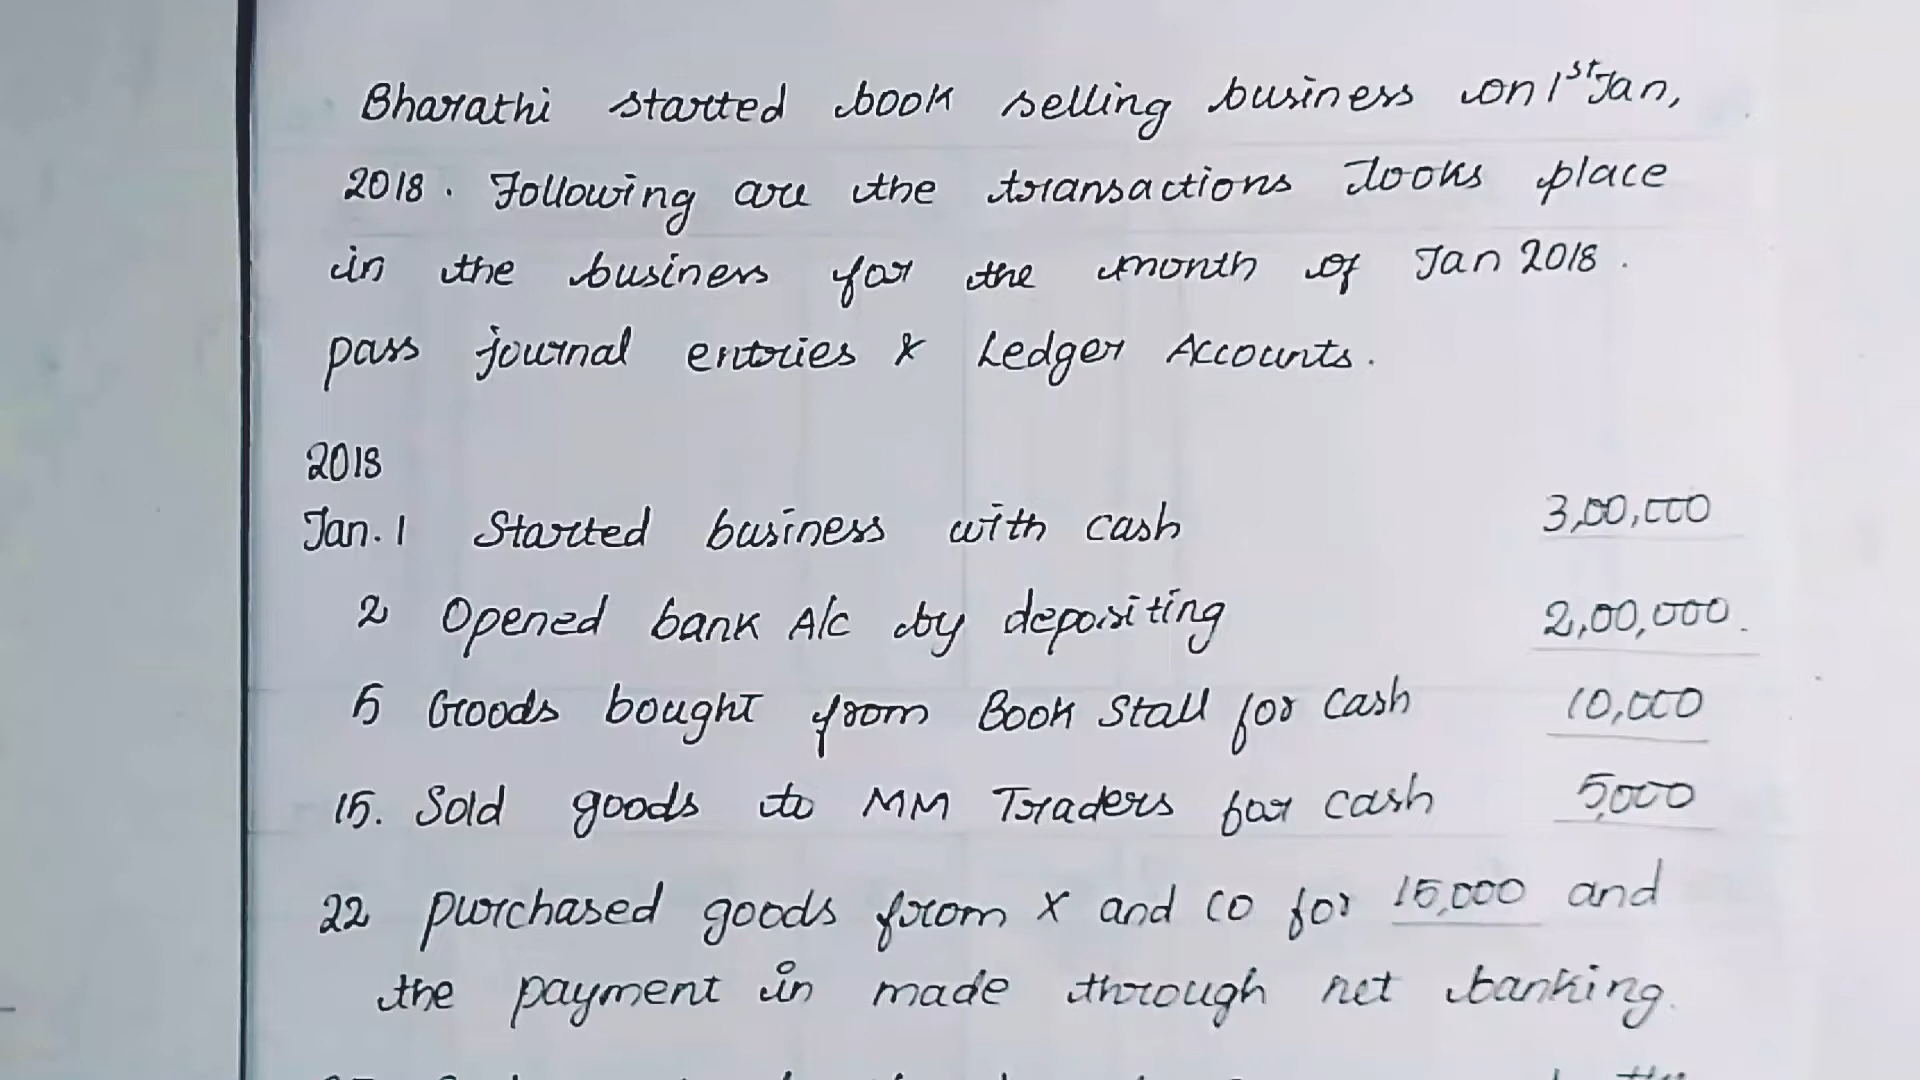 Bharathi started book selling business on 1st Jan,
2018. Following are the transactions tooks place
in the business for the month of Jan 2018.
pass journal entries & Ledger Accounts.
2018
Jan. 1 Started business with cash 3,00,000
2 Opened bank A/c by depositing 2,00,000.
5 Goods bought from Book Stall for cash 10,000
15. Sold goods to MM Traders for cash 5,000
22 purchased goods from X and CO for 15,000 and
the payment in made through net banking.